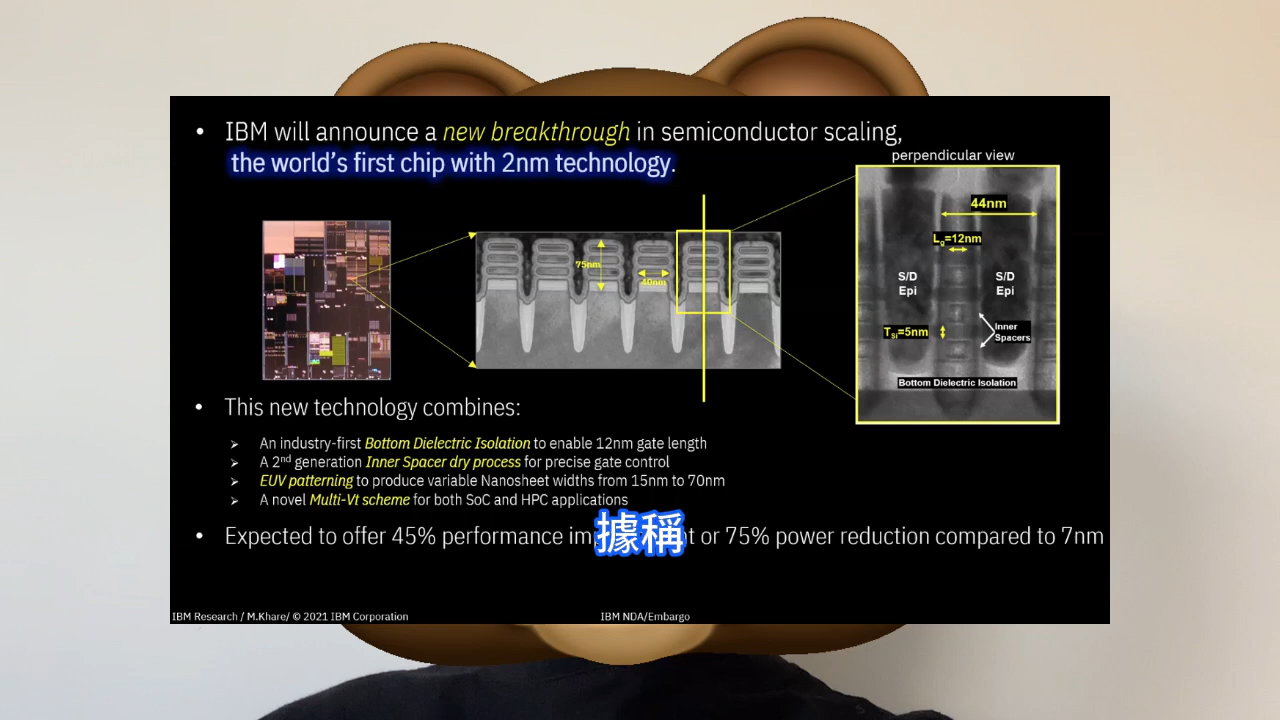 • IBM will announce a new breakthrough in semiconductor scaling,
the world's first chip with 2nm technology.
perpendicular view
44nm
Lg=12nm
75nm
40nm
S/D Epi
S/D Epi
TSi=5nm
Inner Spacers
Bottom Dielectric Isolation
• This new technology combines:
➢ An industry-first Bottom Dielectric Isolation to enable 12nm gate length
➢ A 2nd generation Inner Spacer dry process for precise gate control
➢ EUV patterning to produce variable Nanosheet widths from 15nm to 70nm
➢ A novel Multi-Vt scheme for both SoC and HPC applications
• Expected to offer 45% performance or 75% power reduction compared to 7nm
據稱
IBM Research / M.Khare/ © 2021 IBM Corporation
IBM NDA/Embargo